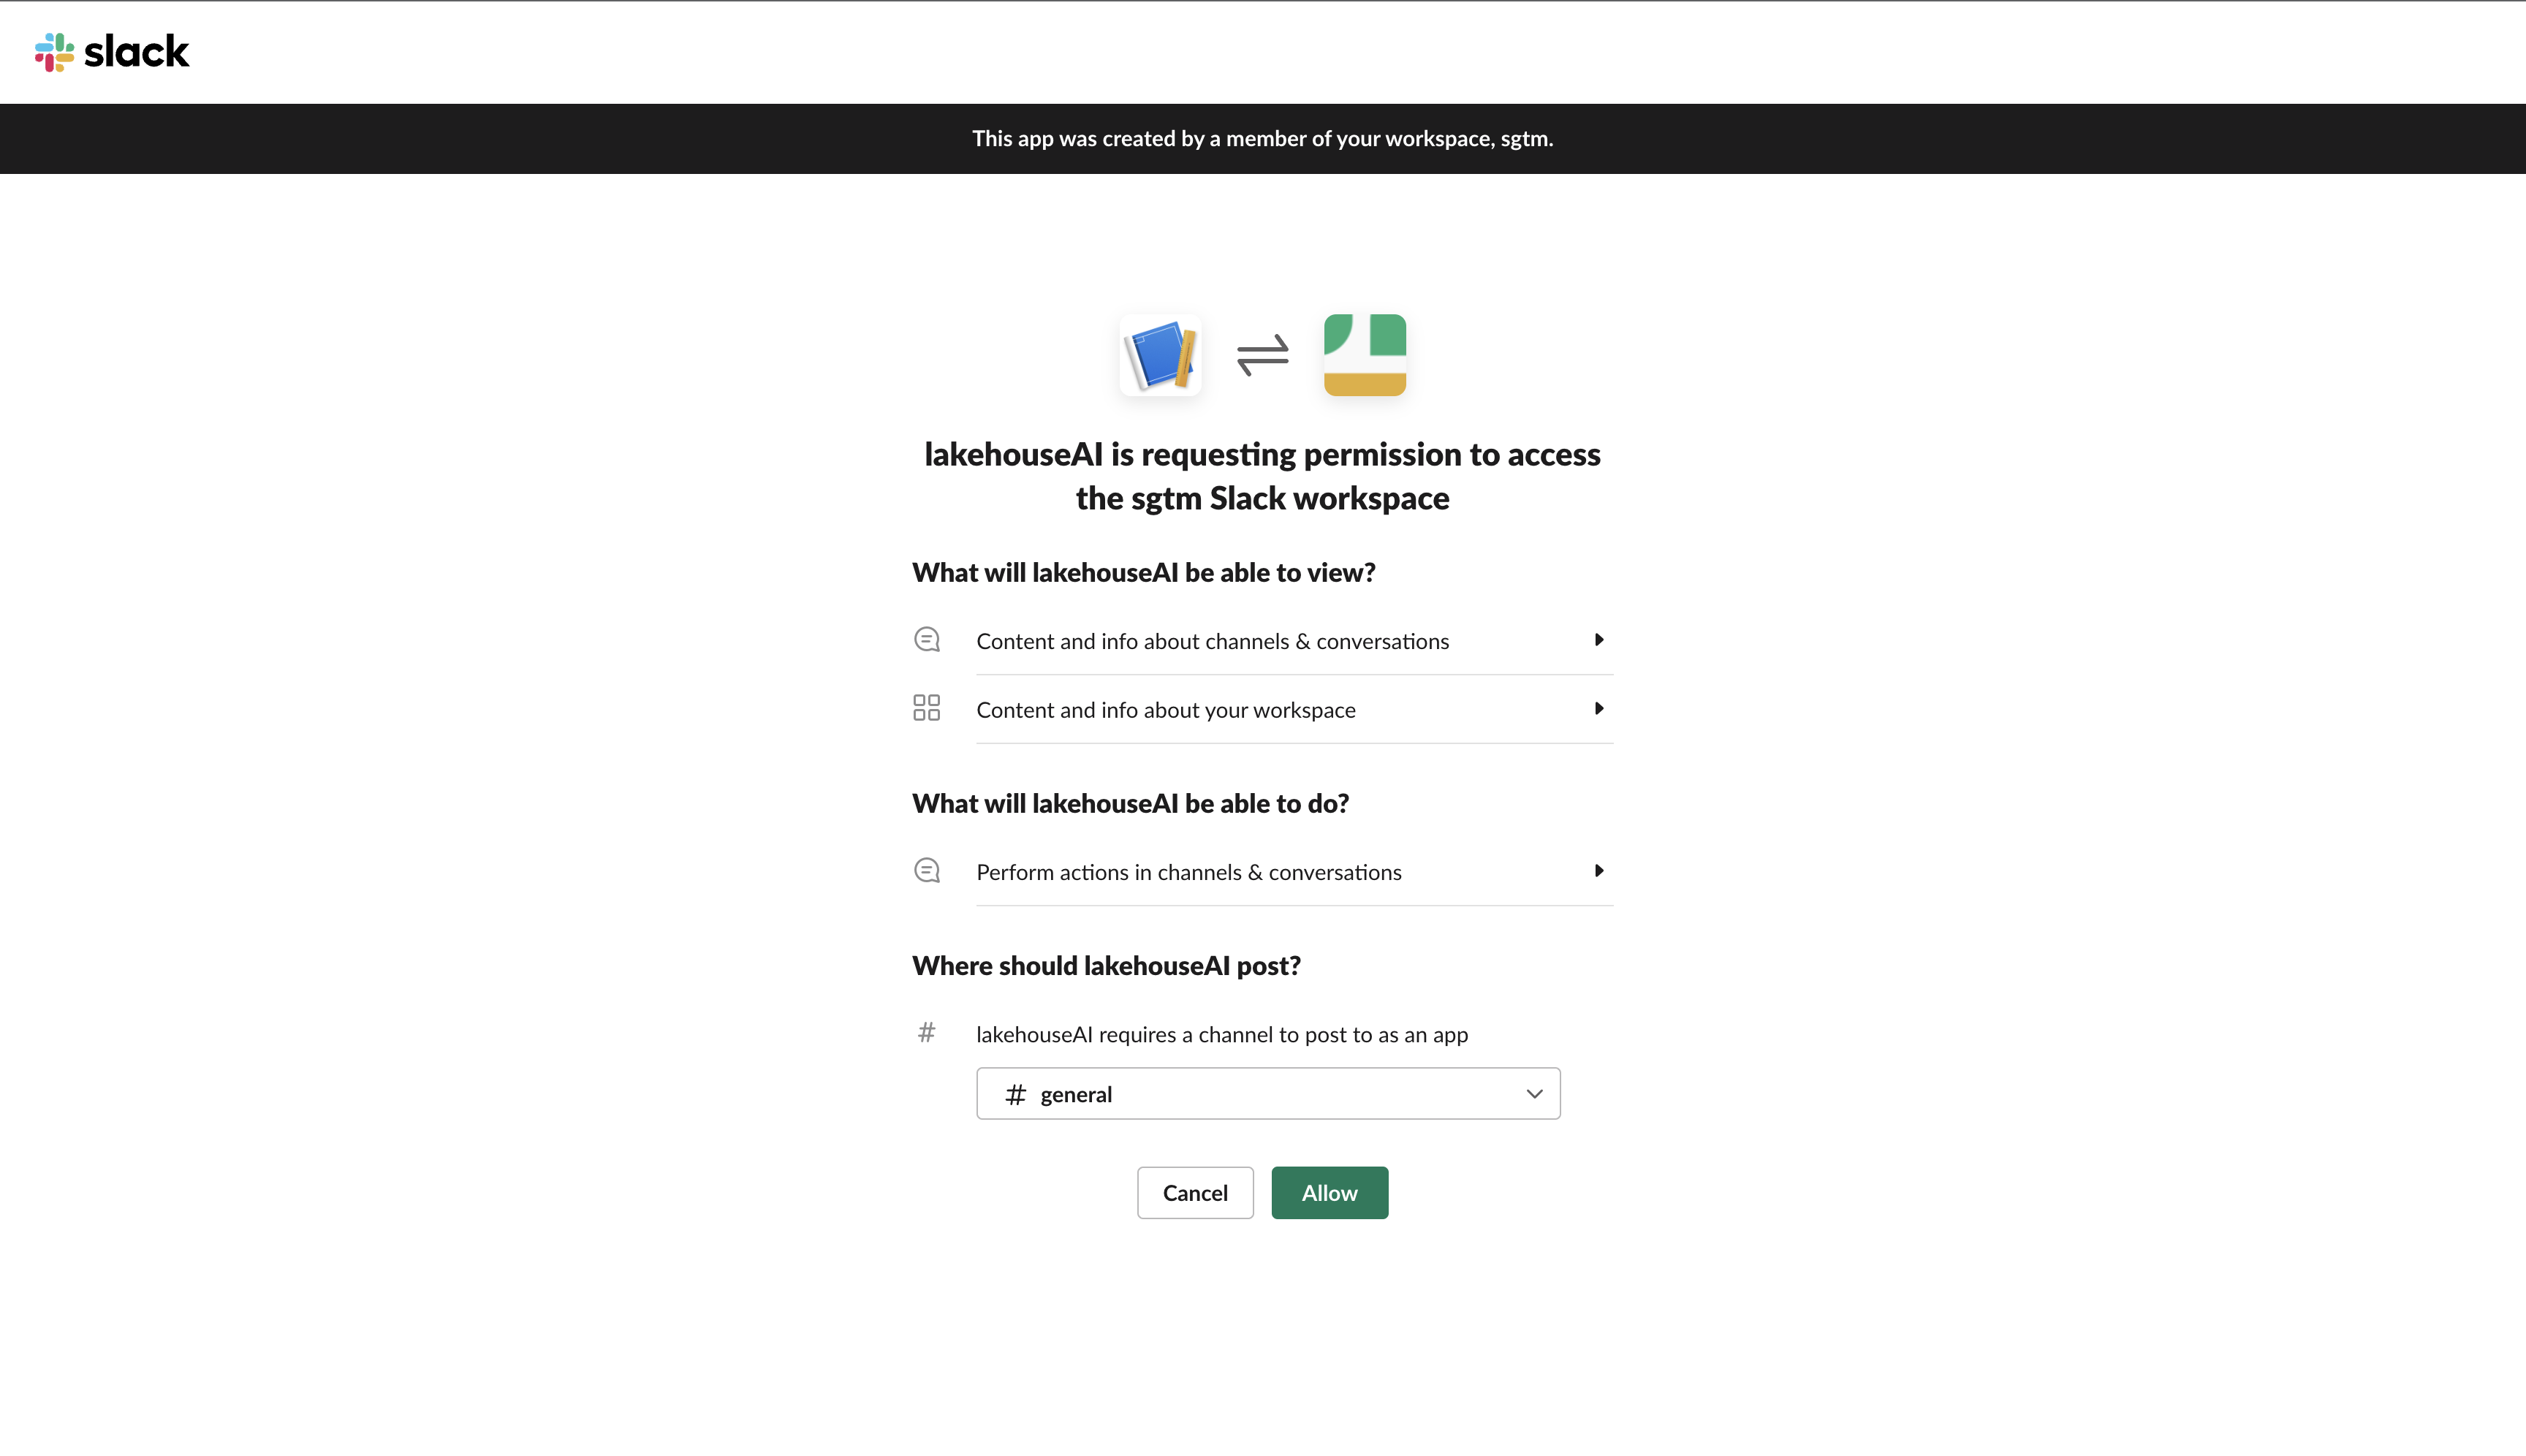 slack
This app was created by a member of your workspace, sgtm.
lakehouseAI is requesting permission to access
the sgtm Slack workspace
What will lakehouseAI be able to view?
Content and info about channels & conversations
Content and info about your workspace
What will lakehouseAI be able to do?
Perform actions in channels & conversations
Where should lakehouseAI post?
# lakehouseAI requires a channel to post to as an app
# general
Cancel Allow